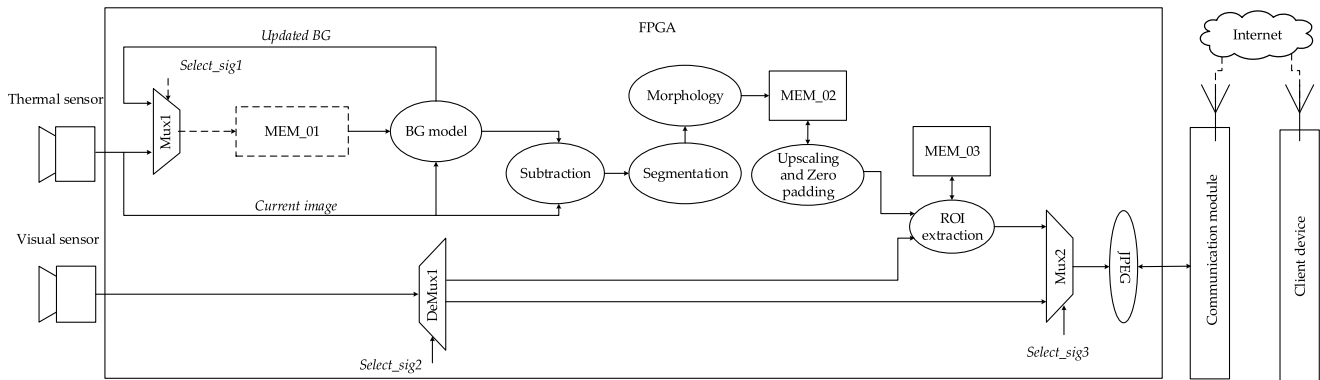 FPGA
Internet
Updated BG
Select_sig1
Thermal sensor
Mux1
MEM_01
BG model
Morphology
MEM_02
Subtraction
Segmentation
Upscaling
and Zero
padding
MEM_03
ROI
extraction
Current image
Visual sensor
DeMux1
Select_sig2
Mux2
Select_sig3
JPEG
Communication module
Client device